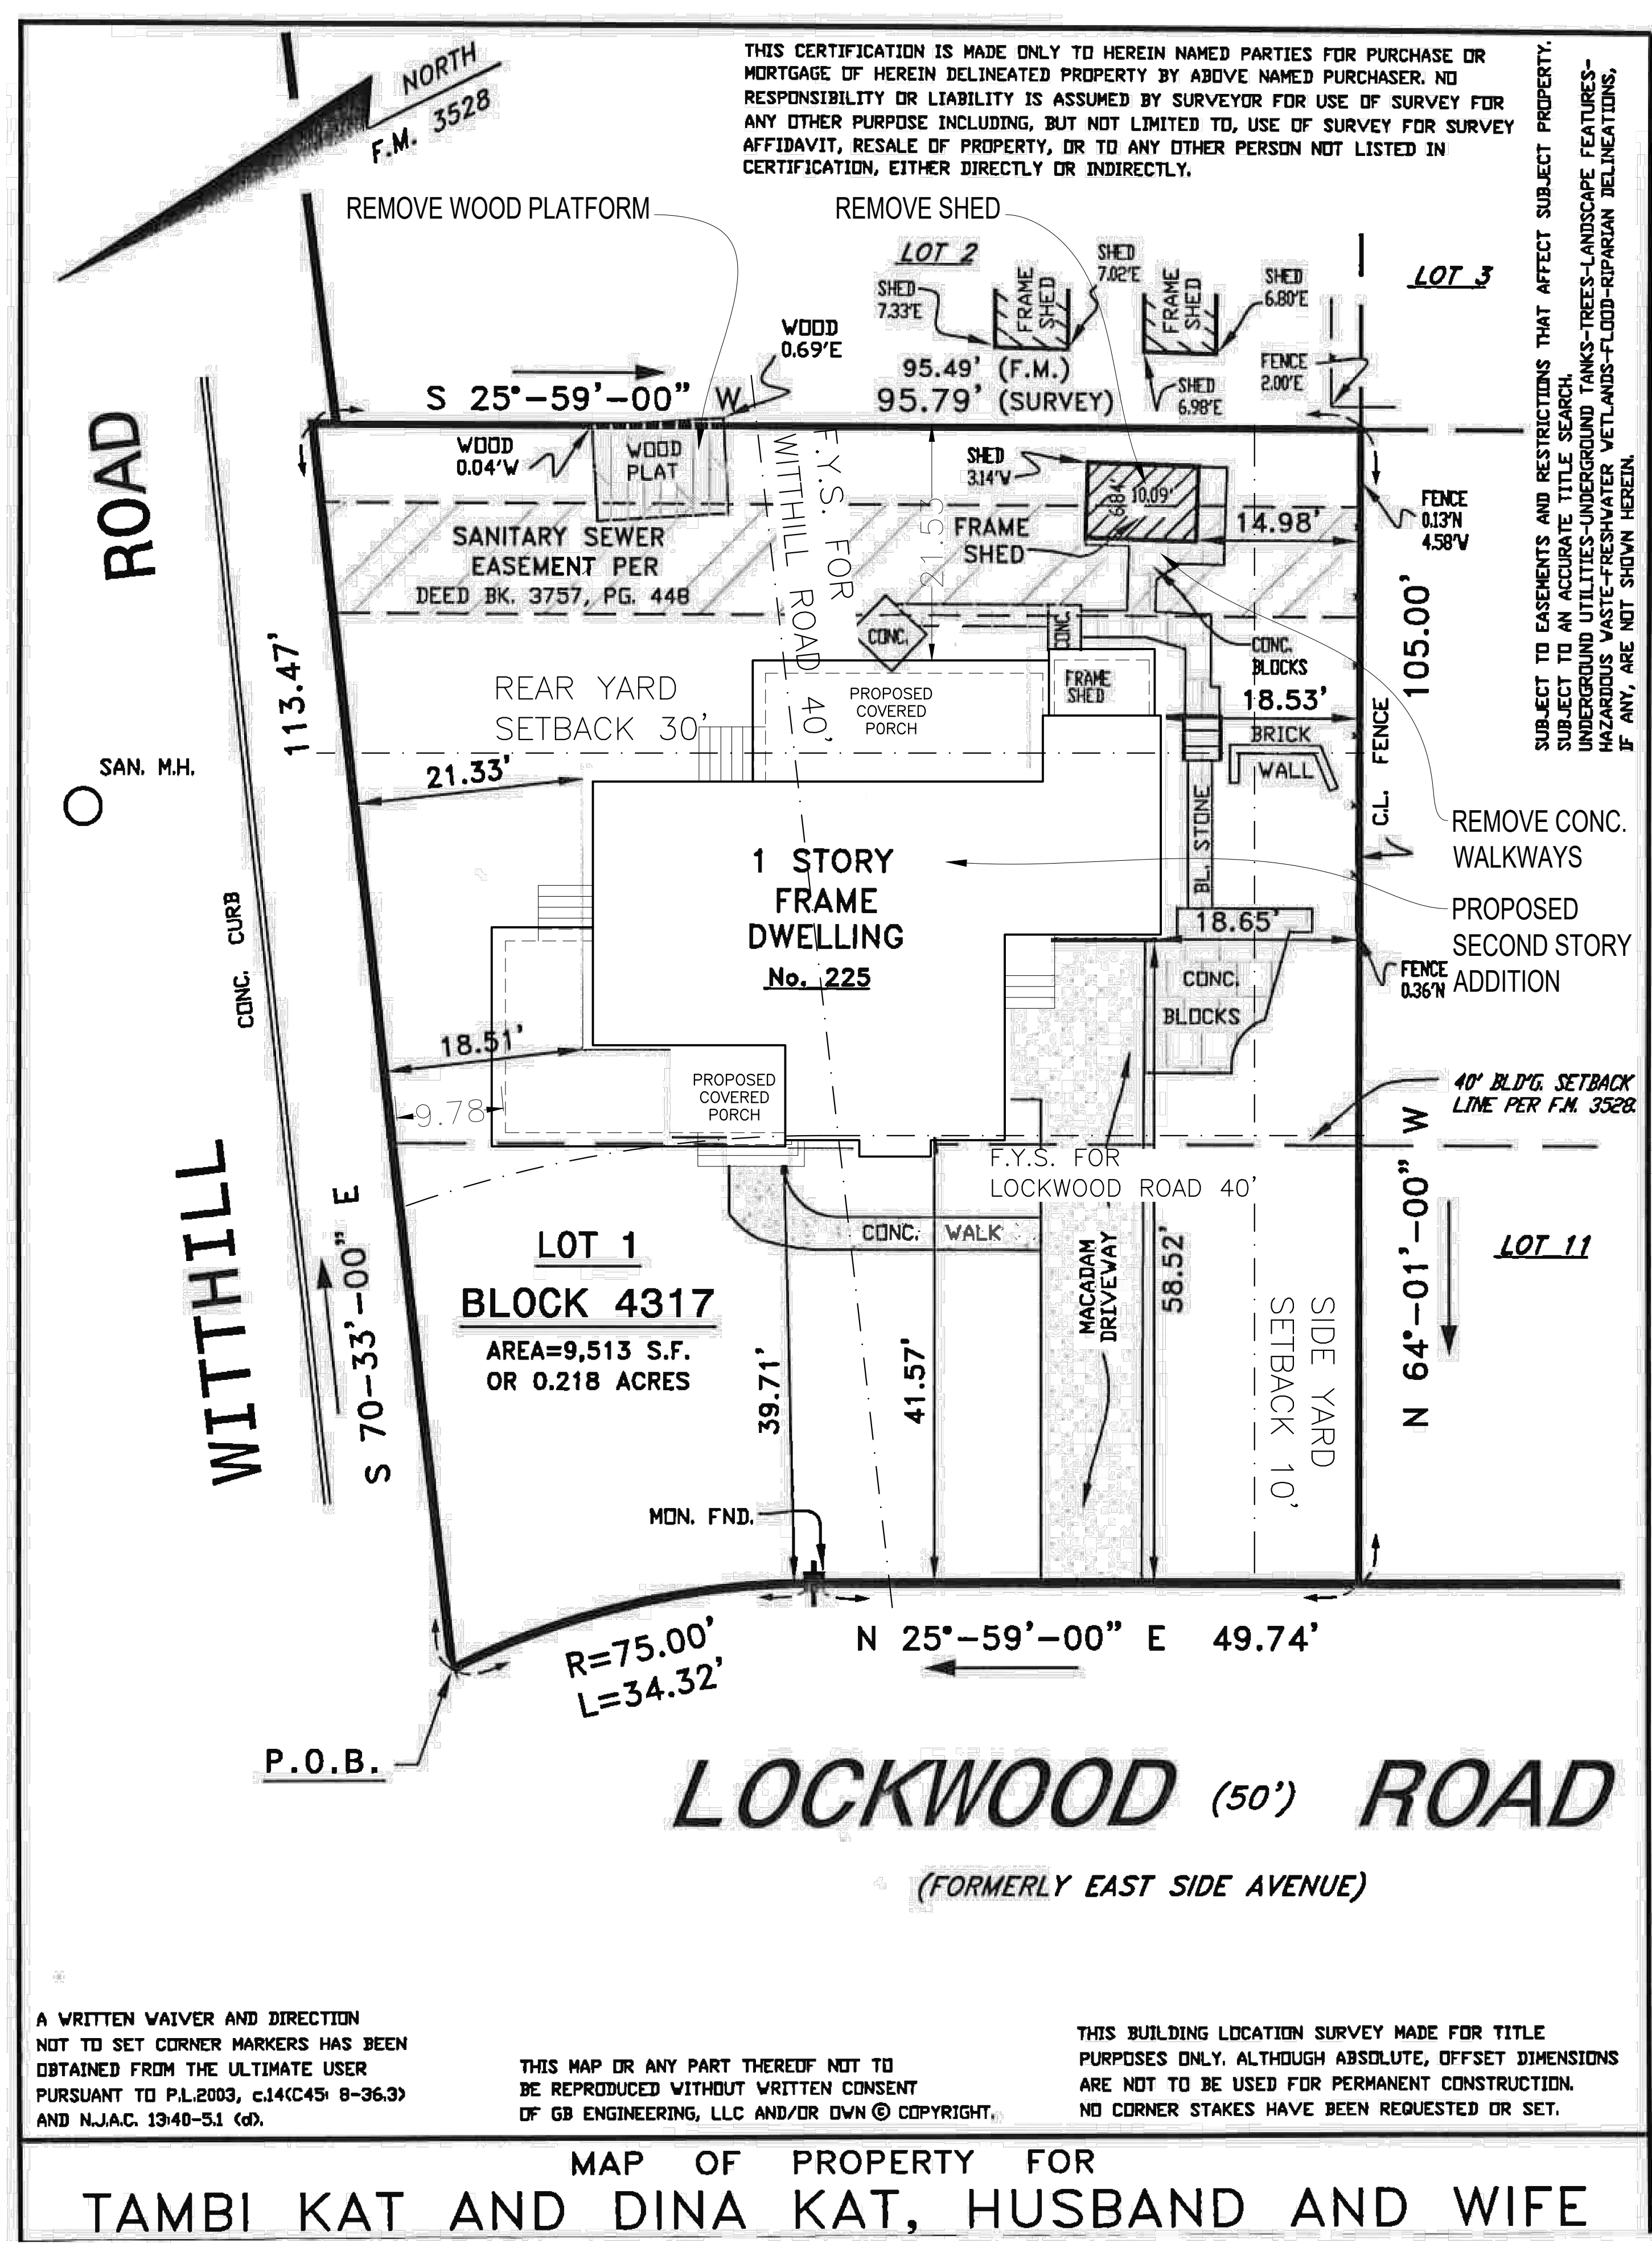 NORTH
F.M. 3528
THIS CERTIFICATION IS MADE ONLY TO HEREIN NAMED PARTIES FOR PURCHASE OR
MORTGAGE OF HEREIN DELINEATED PROPERTY BY ABOVE NAMED PURCHASER. NO
RESPONSIBILITY OR LIABILITY IS ASSUMED BY SURVEYOR FOR USE OF SURVEY FOR
ANY OTHER PURPOSE INCLUDING, BUT NOT LIMITED TO, USE OF SURVEY FOR SURVEY
AFFIDAVIT, RESALE OF PROPERTY, OR TO ANY OTHER PERSON NOT LISTED IN
CERTIFICATION, EITHER DIRECTLY OR INDIRECTLY.
SUBJECT TO EASEMENTS AND RESTRICTIONS THAT AFFECT SUBJECT PROPERTY.
SUBJECT TO AN ACCURATE TITLE SEARCH.
UNDERGROUND UTILITIES-UNDERGROUND TANKS-TREES-LANDSCAPE FEATURES-
HAZARDOUS WASTE-FRESHWATER WETLANDS-FLOOD-RIPARIAN DELINEATIONS,
IF ANY, ARE NOT SHOWN HEREIN.
REMOVE WOOD PLATFORM
REMOVE SHED
LOT 2
LOT 3
SHED
7.33'E
FRAME
SHED
SHED
7.02'E
FRAME
SHED
SHED
6.80'E
WOOD
0.69'E
95.49' (F.M.)
95.79' (SURVEY)
SHED
6.98'E
FENCE
2.00'E
S 25°-59'-00" W
WOOD
0.04'W
WOOD
PLAT
SHED
3.14'W
6.84'
10.09'
FRAME
SHED
14.98'
FENCE
0.13'N
4.58'W
SANITARY SEWER
EASEMENT PER
DEED BK. 3757, PG. 448
F.Y.S. FOR
WITTHILL ROAD 40'
21.53
CONC.
CONC.
CONC.
BLOCKS
FRAME
SHED
18.53'
BRICK
WALL
105.00'
C.L. FENCE
113.47'
REAR YARD
SETBACK 30'
PROPOSED
COVERED
PORCH
SAN. M.H.
21.33'
BL. STONE
REMOVE CONC.
WALKWAYS
1 STORY
FRAME
DWELLING
No. 225
PROPOSED
SECOND STORY
ADDITION
18.65'
FENCE
0.36'N
CONC.
BLOCKS
CONC. CURB
18.51'
9.78
PROPOSED
COVERED
PORCH
40' BLD'G. SETBACK
LINE PER F.M. 3528
F.Y.S. FOR
LOCKWOOD ROAD 40'
CONC. WALK
WITTHILL ROAD
S 70-33'-00" E
LOT 1
BLOCK 4317
AREA=9,513 S.F.
OR 0.218 ACRES
39.71'
41.57'
MACADAM
DRIVEWAY
58.52'
SIDE YARD
SETBACK 10'
N 64°-01'-00" W
LOT 11
MON. FND.
R=75.00'
L=34.32'
N 25°-59'-00" E 49.74'
P.O.B.
LOCKWOOD (50') ROAD
(FORMERLY EAST SIDE AVENUE)
A WRITTEN WAIVER AND DIRECTION
NOT TO SET CORNER MARKERS HAS BEEN
OBTAINED FROM THE ULTIMATE USER
PURSUANT TO P.L.2003, c.14(C45: 8-36.3)
AND N.J.A.C. 13:40-5.1 (d).
THIS MAP OR ANY PART THEREOF NOT TO
BE REPRODUCED WITHOUT WRITTEN CONSENT
OF GB ENGINEERING, LLC AND/OR OWN © COPYRIGHT.
THIS BUILDING LOCATION SURVEY MADE FOR TITLE
PURPOSES ONLY. ALTHOUGH ABSOLUTE, OFFSET DIMENSIONS
ARE NOT TO BE USED FOR PERMANENT CONSTRUCTION.
NO CORNER STAKES HAVE BEEN REQUESTED OR SET.
MAP OF PROPERTY FOR
TAMBI KAT AND DINA KAT, HUSBAND AND WIFE